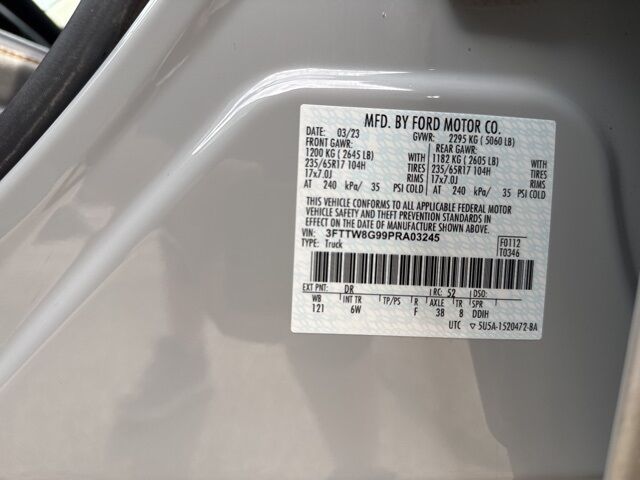 MFD. BY FORD MOTOR CO.
DATE: 03/23 GVWR: 2295 KG ( 5060 LB)
FRONT GAWR: REAR GAWR:
1200 KG ( 2645 LB) WITH 1182 KG ( 2605 LB) WITH
235/65R17 104H TIRES 235/65R17 104H TIRES
17x7.0J RIMS 17x7.0J RIMS
AT 240 kPa/ 35 PSI COLD AT 240 kPa/ 35 PSI COLD
THIS VEHICLE CONFORMS TO ALL APPLICABLE FEDERAL MOTOR
VEHICLE SAFETY AND THEFT PREVENTION STANDARDS IN
EFFECT ON THE DATE OF MANUFACTURE SHOWN ABOVE.
VIN: 3FTTW8G99PRA03245 F0112
TYPE: Truck T0346
EXT PNT: DR RC: 52 DSO:
WB INT TR TP/PS R AXLE TR SPR
121 6W F 38 8 DDIH
UTC ▽ 5U5A-1520472-BA